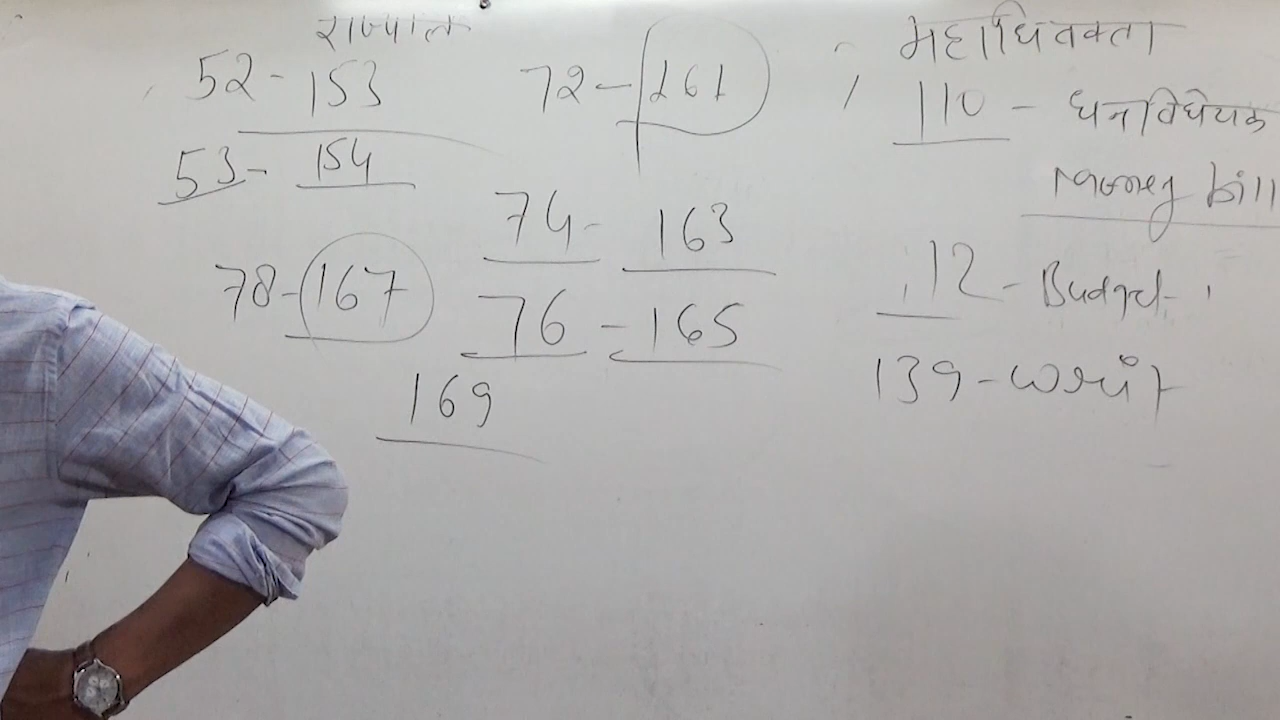 राज्यपाल
52 - 153
53 - 154
78 - 167
169
72 - 161
74 - 163
76 - 165
महाधिवक्ता
110 - धनविधेयक
money bill
112 - Budget
139 - writ